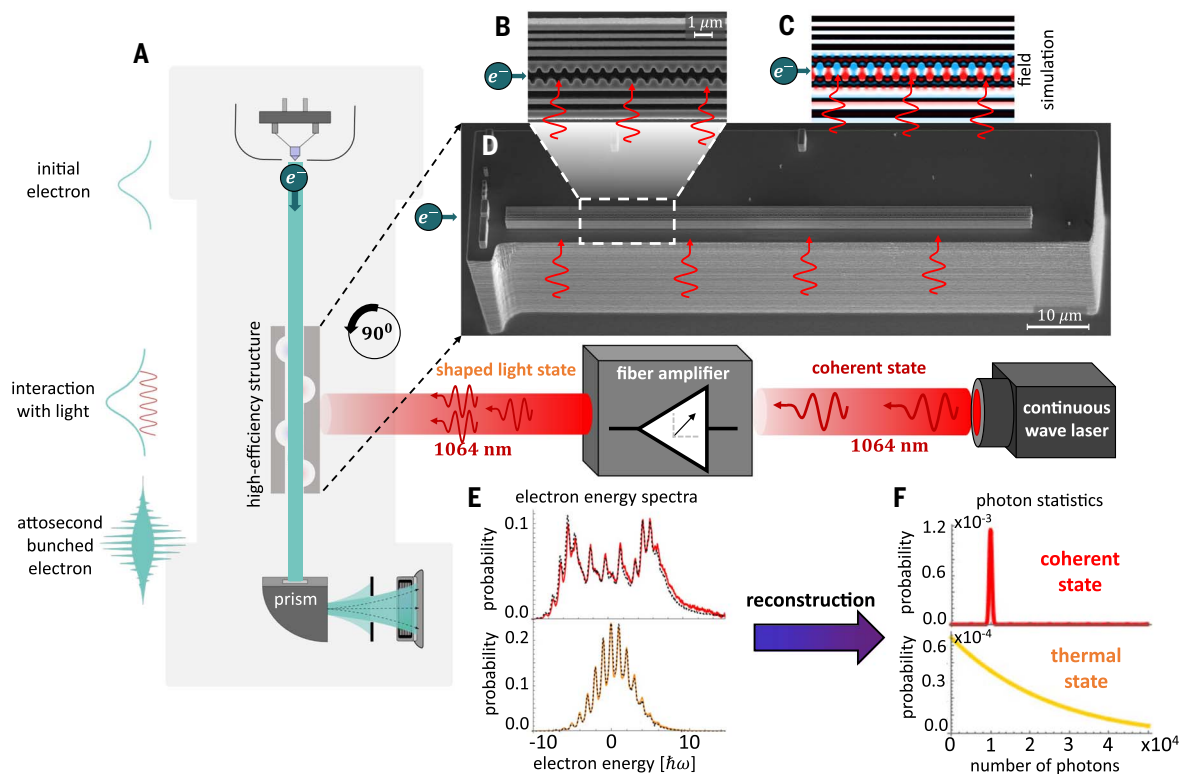 A
initial
electron
e⁻
interaction
with light
attosecond
bunched
electron
high-efficiency structure
90⁰
prism
B
1 μm
e⁻
C
e⁻
field
simulation
D
e⁻
10 μm
shaped light state
1064 nm
fiber amplifier
coherent state
1064 nm
continuous
wave laser
E
electron energy spectra
probability
0.1
0.0
probability
0.2
0.1
0.0
-10
0
10
electron energy [ℏω]
reconstruction
F
photon statistics
probability
x10⁻³
1.2
0.6
0.0
coherent
state
probability
x10⁻⁴
0.6
0.3
0.0
thermal
state
0
1
2
3
4
x10⁴
number of photons